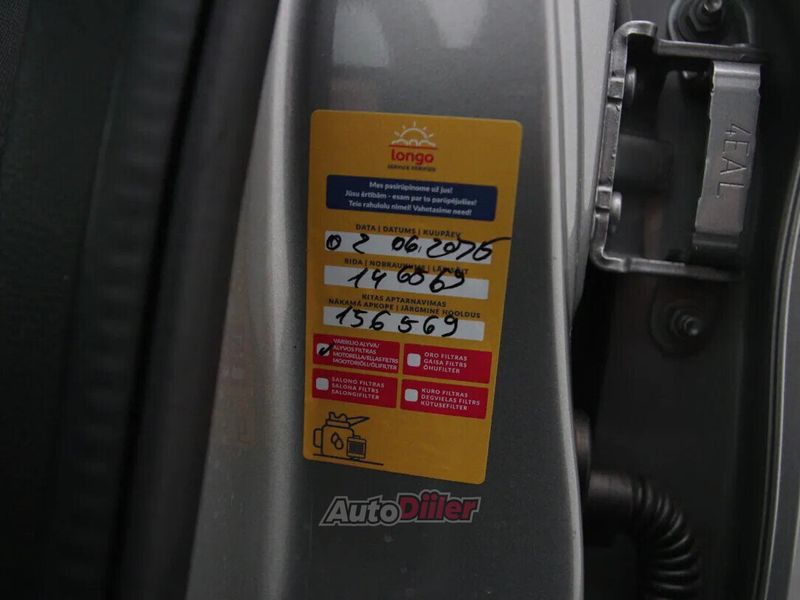 longo
Mes pasirūpinome už jus!
Jūsu ērtībām - esam par to parūpējušies!
Teie rahulolu nimel! Vahetasime need!
DATA | DATUMS | KUUPÄEV
02 06.2025
RIDA | NOBRAUKUMS | LÄBISÕIT
156569
KITAS APTARNAVIMAS
NĀKAMĀ APKOPE | JÄRGMINE HOOLDUS
VARIKLIO ALYVA/
ALYVOS FILTRAS
MOTOREĻĻA/EĻĻAS FILTRS
MOOTORIÕLI/ÕLIFILTER
ORO FILTRAS
GAISA FILTRS
ÕHUFILTER
SALONO FILTRAS
SALONA FILTRS
SALONGIFILTER
KURO FILTRAS
DEGVIELAS FILTRS
KÜTUSEFILTER
4EAL
AutoDiiler